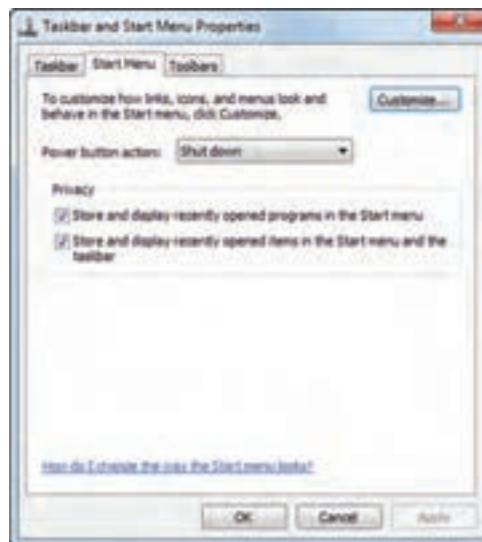 Taskbar and Start Menu Properties
Taskbar Start Menu Toolbars
To customize how links, icons, and menus look and
behave in the Start menu, click Customize.
Customize...
Power button action: Shut down
Privacy
Store and display recently opened programs in the Start menu
Store and display recently opened items in the Start menu and the
taskbar
How do I change the way the Start menu looks?
OK Cancel Apply